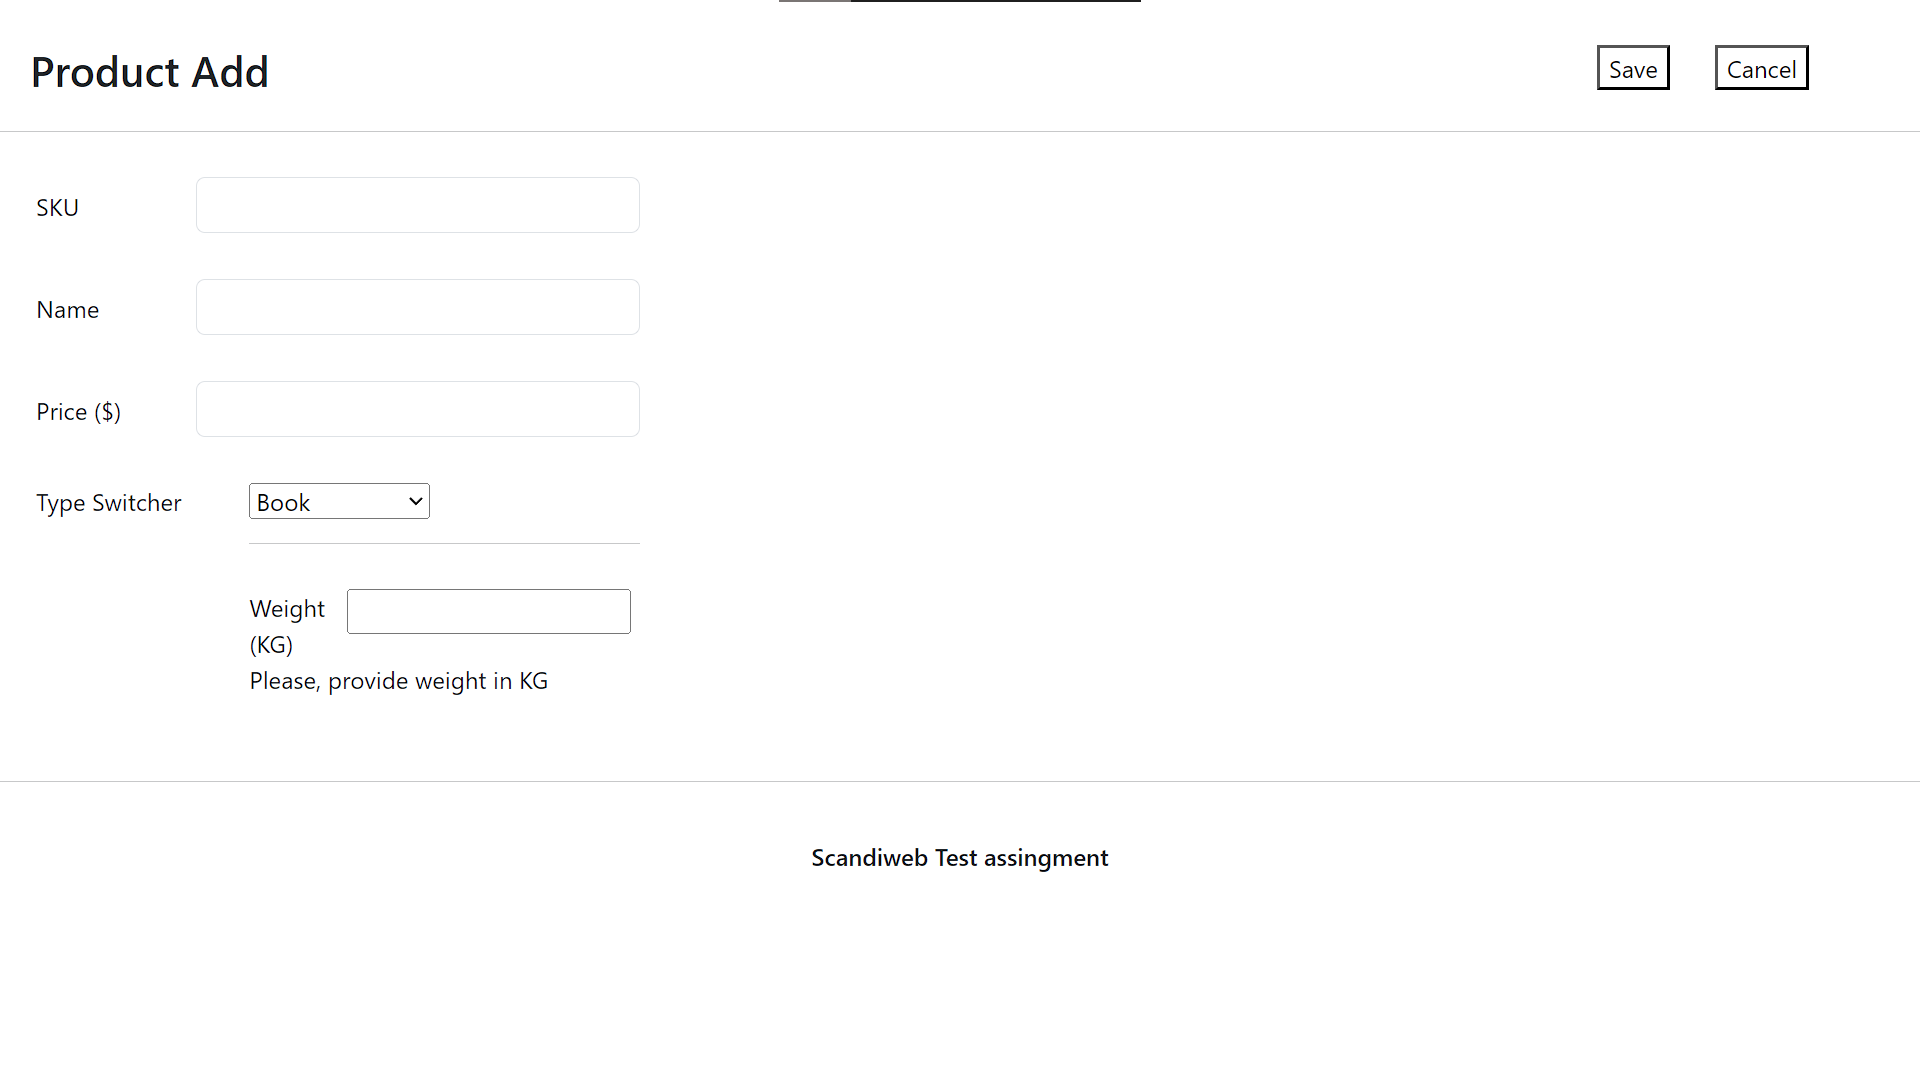 Product Add
Save
Cancel
SKU
Name
Price ($)
Type Switcher
Book
Weight
(KG)
Please, provide weight in KG
Scandiweb Test assingment